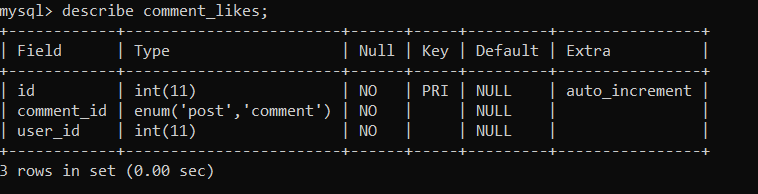 mysql> describe comment_likes;
+------------+------------------------+------+-----+---------+----------------+
| Field      | Type                   | Null | Key | Default | Extra          |
+------------+------------------------+------+-----+---------+----------------+
| id         | int(11)                | NO   | PRI | NULL    | auto_increment |
| comment_id | enum('post','comment') | NO   |     | NULL    |                |
| user_id    | int(11)                | NO   |     | NULL    |                |
+------------+------------------------+------+-----+---------+----------------+
3 rows in set (0.00 sec)